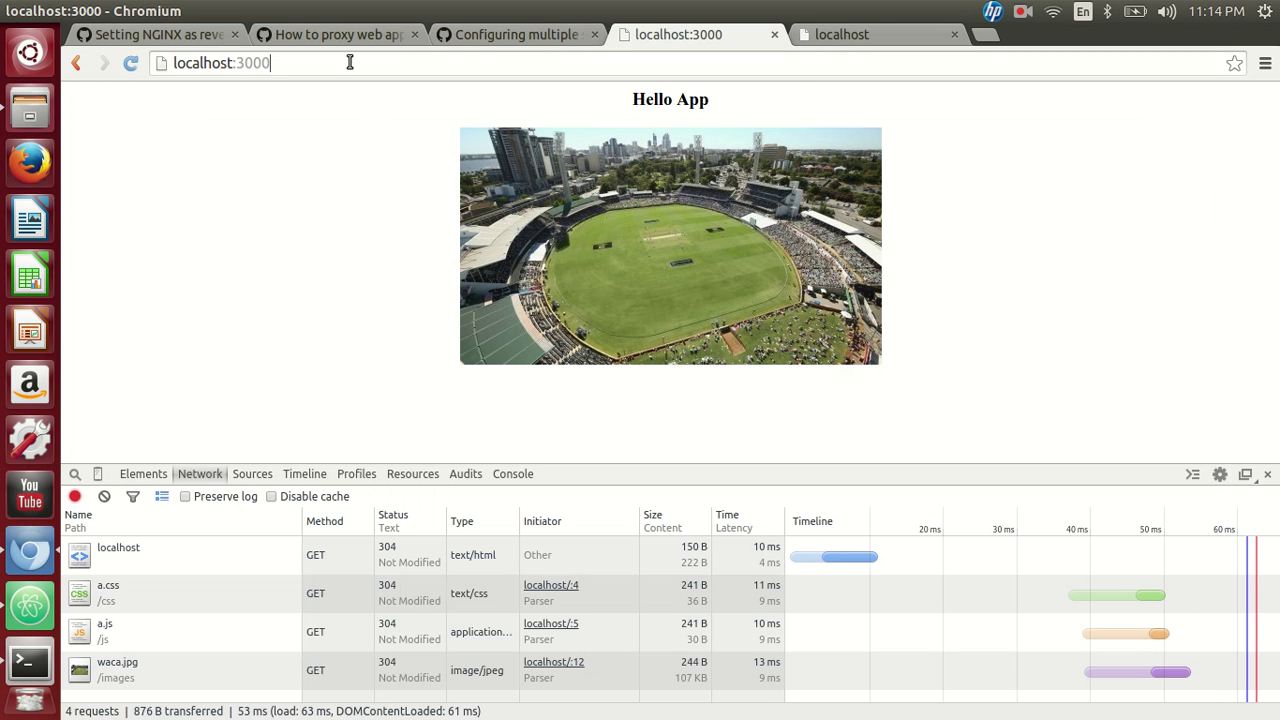 localhost:3000 - Chromium
En
11:14 PM
Setting NGINX as reve
How to proxy web app
Configuring multiple
localhost:3000
localhost
localhost:3000
Hello App
Elements Network Sources Timeline Profiles Resources Audits Console
Preserve log Disable cache
Name Method Status Type Initiator Size Time Timeline
Path Text Content Latency 20 ms 30 ms 40 ms 50 ms 60 ms
localhost GET 304 text/html Other 150 B 10 ms
Not Modified 222 B 4 ms
a.css GET 304 text/css localhost/:4 241 B 11 ms
/css Not Modified Parser 36 B 9 ms
a.js GET 304 application... localhost/:5 241 B 10 ms
/js Not Modified Parser 30 B 9 ms
waca.jpg GET 304 image/jpeg localhost/:12 244 B 13 ms
/images Not Modified Parser 107 KB 9 ms
4 requests | 876 B transferred | 53 ms (load: 63 ms, DOMContentLoaded: 61 ms)
hp
a
You
Tube